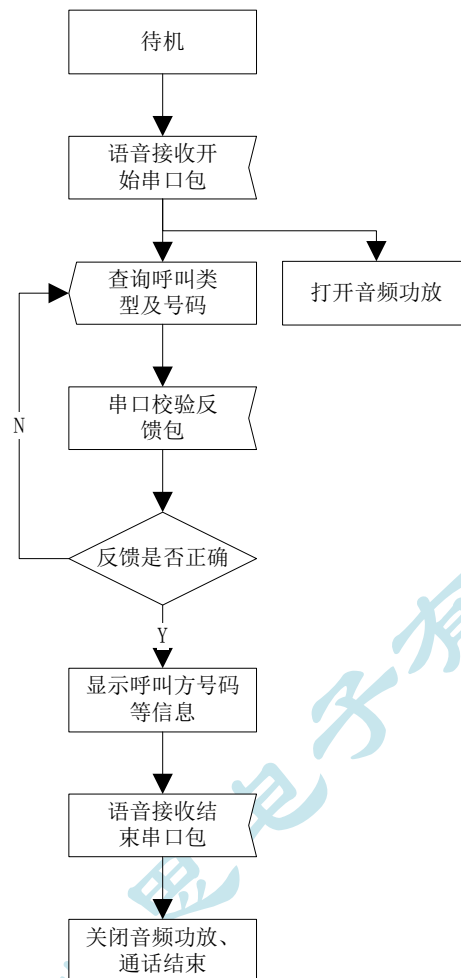 待机
语音接收开
始串口包
查询呼叫类
型及号码
打开音频功放
串口校验反
馈包
N
反馈是否正确
Y
显示呼叫方号码
等信息
语音接收结
束串口包
关闭音频功放、
通话结束
电子有